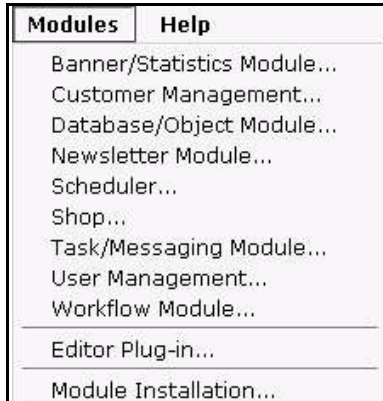 Modules Help
Banner/Statistics Module...
Customer Management...
Database/Object Module...
Newsletter Module...
Scheduler...
Shop...
Task/Messaging Module...
User Management...
Workflow Module...
Editor Plug-in...
Module Installation...